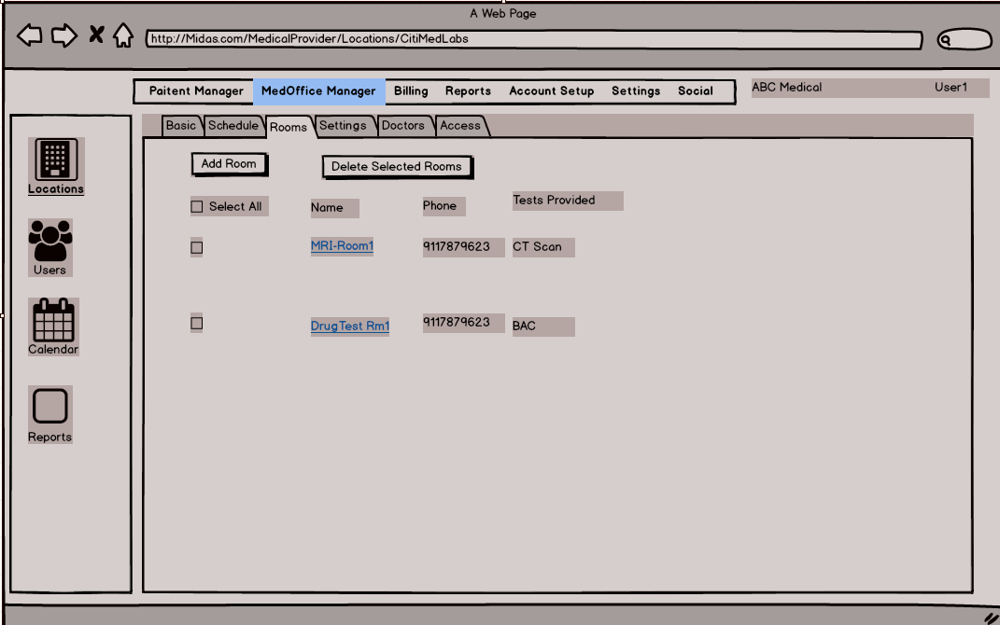 A Web Page
http://Midas.com/MedicalProvider/Locations/CitiMedLabs
Paitent Manager MedOffice Manager Billing Reports Account Setup Settings Social
ABC Medical User1
Basic Schedule Rooms Settings Doctors Access
Locations
Users
Calendar
Reports
Add Room Delete Selected Rooms
Select All Name Phone Tests Provided
MRI-Room1 9117879623 CT Scan
DrugTest Rm1 9117879623 BAC